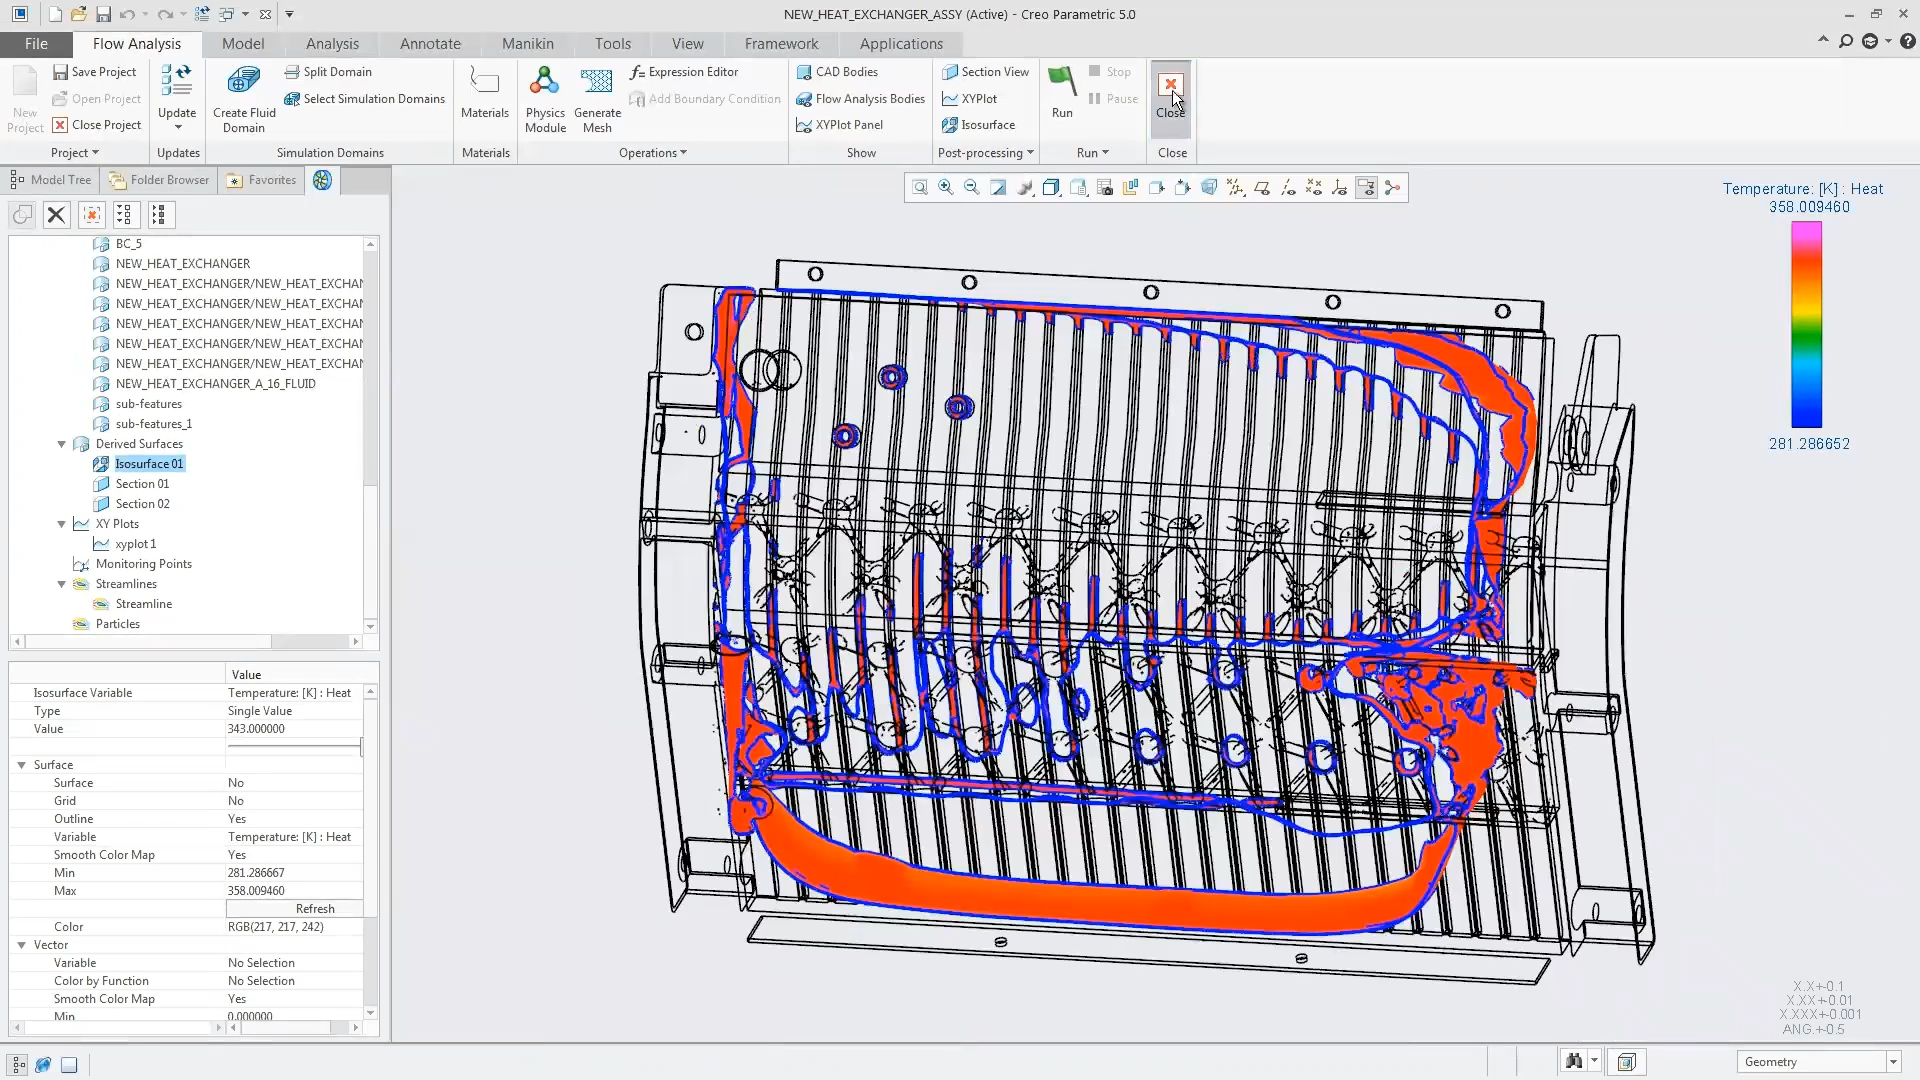 NEW_HEAT_EXCHANGER_ASSY (Active) - Creo Parametric 5.0
File Flow Analysis Model Analysis Annotate Manikin Tools View Framework Applications
New Project
Save Project
Open Project
Close Project
Update
Create Fluid Domain
Split Domain
Select Simulation Domains
Materials
Physics Module
Generate Mesh
Expression Editor
Add Boundary Condition
CAD Bodies
Flow Analysis Bodies
XYPlot Panel
Section View
XYPlot
Isosurface
Run
Stop
Pause
Close
Project Updates Simulation Domains Materials Operations Show Post-processing Run Close
Model Tree Folder Browser Favorites
BC_5
NEW_HEAT_EXCHANGER
NEW_HEAT_EXCHANGER/NEW_HEAT_EXCHAN
NEW_HEAT_EXCHANGER/NEW_HEAT_EXCHAN
NEW_HEAT_EXCHANGER/NEW_HEAT_EXCHAN
NEW_HEAT_EXCHANGER/NEW_HEAT_EXCHAN
NEW_HEAT_EXCHANGER/NEW_HEAT_EXCHAN
NEW_HEAT_EXCHANGER_A_16_FLUID
sub-features
sub-features_1
Derived Surfaces
Isosurface 01
Section 01
Section 02
XY Plots
xyplot1
Monitoring Points
Streamlines
Streamline
Particles
Value
Isosurface Variable Temperature: [K] : Heat
Type Single Value
Value 343.000000
Surface
Surface No
Grid No
Outline Yes
Variable Temperature: [K] : Heat
Smooth Color Map Yes
Min 281.286667
Max 358.009460
Refresh
Color RGB(217, 217, 242)
Vector
Variable No Selection
Color by Function No Selection
Smooth Color Map Yes
Min 0.000000
Temperature: [K] : Heat
358.009460
281.286652
X.X+-0.1
X.XX+-0.01
X.XXX+-0.001
ANG.+-0.5
Geometry